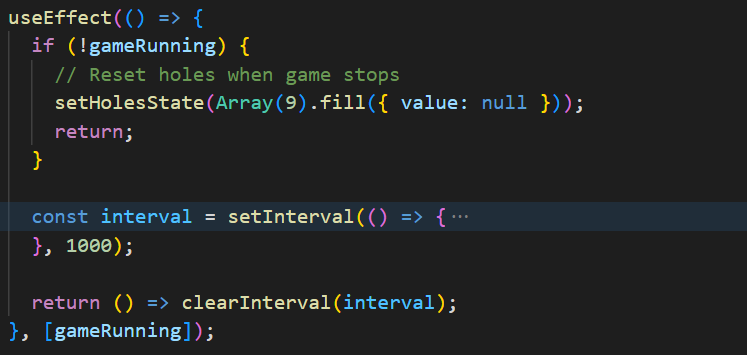 useEffect(() => {
if (!gameRunning) {
// Reset holes when game stops
setHolesState(Array(9).fill({ value: null }));
return;
}
const interval = setInterval(() => { ···
}, 1000);
return () => clearInterval(interval);
}, [gameRunning]);